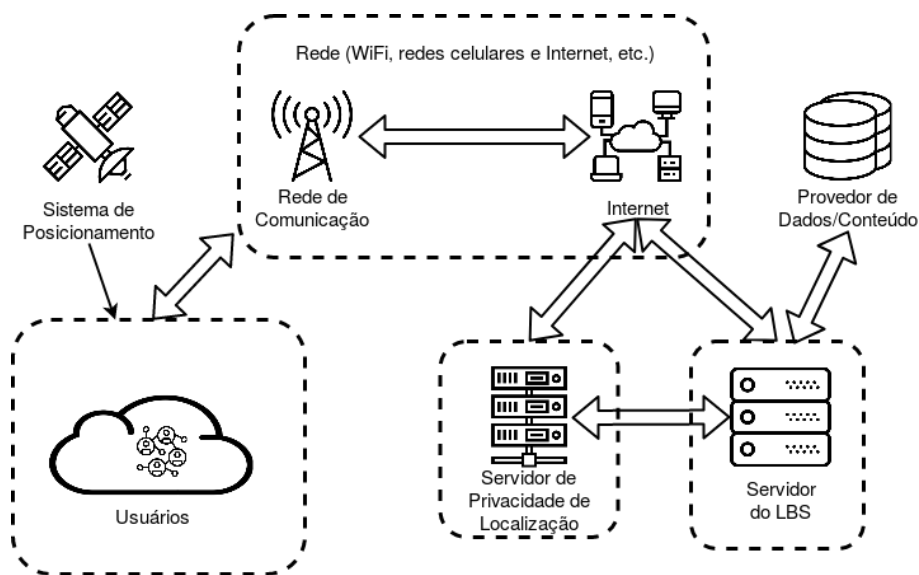 Rede (WiFi, redes celulares e Internet, etc.)
Sistema de
Posicionamento
Rede de
Comunicação
Internet
Provedor de
Dados/Conteúdo
Usuários
Servidor de
Privacidade de
Localização
Servidor
do LBS